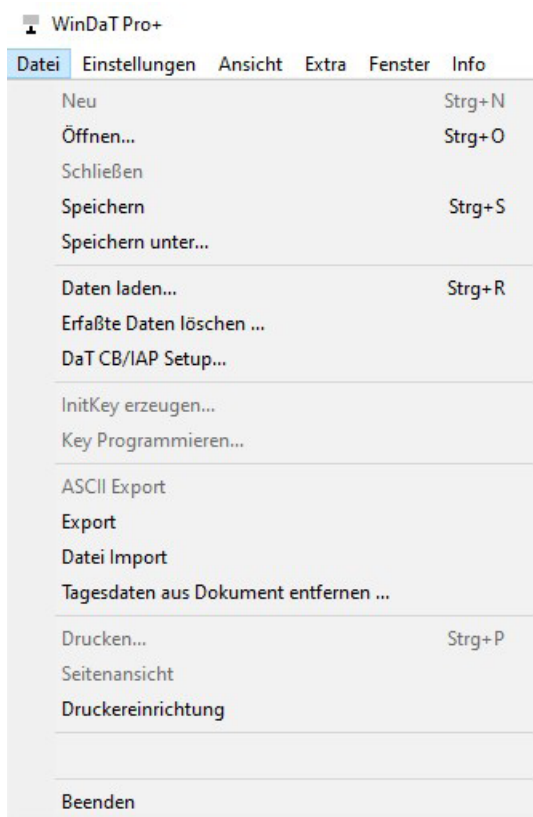 WinDaT Pro+
Datei Einstellungen Ansicht Extra Fenster Info
Neu Strg+N
Öffnen... Strg+O
Schließen
Speichern Strg+S
Speichern unter...
Daten laden... Strg+R
Erfaßte Daten löschen ...
DaT CB/IAP Setup...
InitKey erzeugen...
Key Programmieren...
ASCII Export
Export
Datei Import
Tagesdaten aus Dokument entfernen ...
Drucken... Strg+P
Seitenansicht
Druckereinrichtung
Beenden